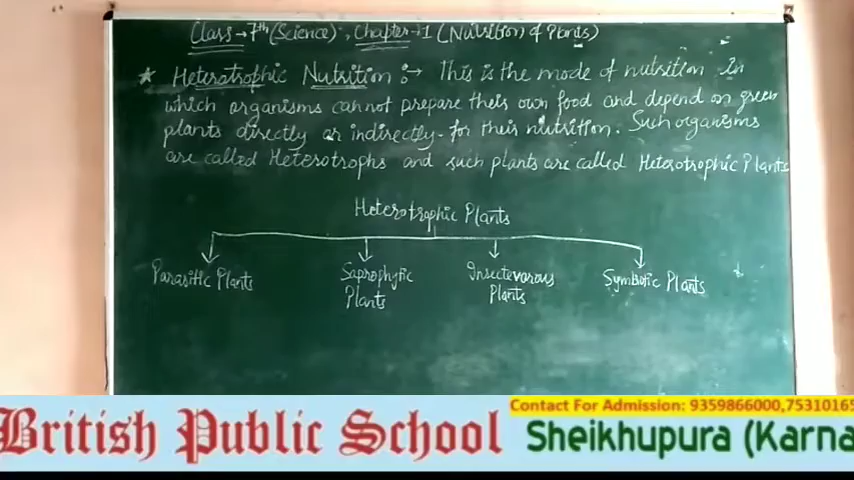 Class → 7th (Science), Chapter → 1 (Nutrition of Plants)
★ Heterotrophic Nutrition :→ This is the mode of nutrition in
which organisms cannot prepare their own food and depend on green
plants directly or indirectly for their nutrition. Such organisms
are called Heterotrophs and such plants are called Heterotrophic Plants
Heterotrophic Plants
Parasitic Plants
Saprophytic
Plants
Insectevorous
Plants
Symbiotic Plants
Contact For Admission: 9359866000,75310165
British Public School
Sheikhupura (Karna